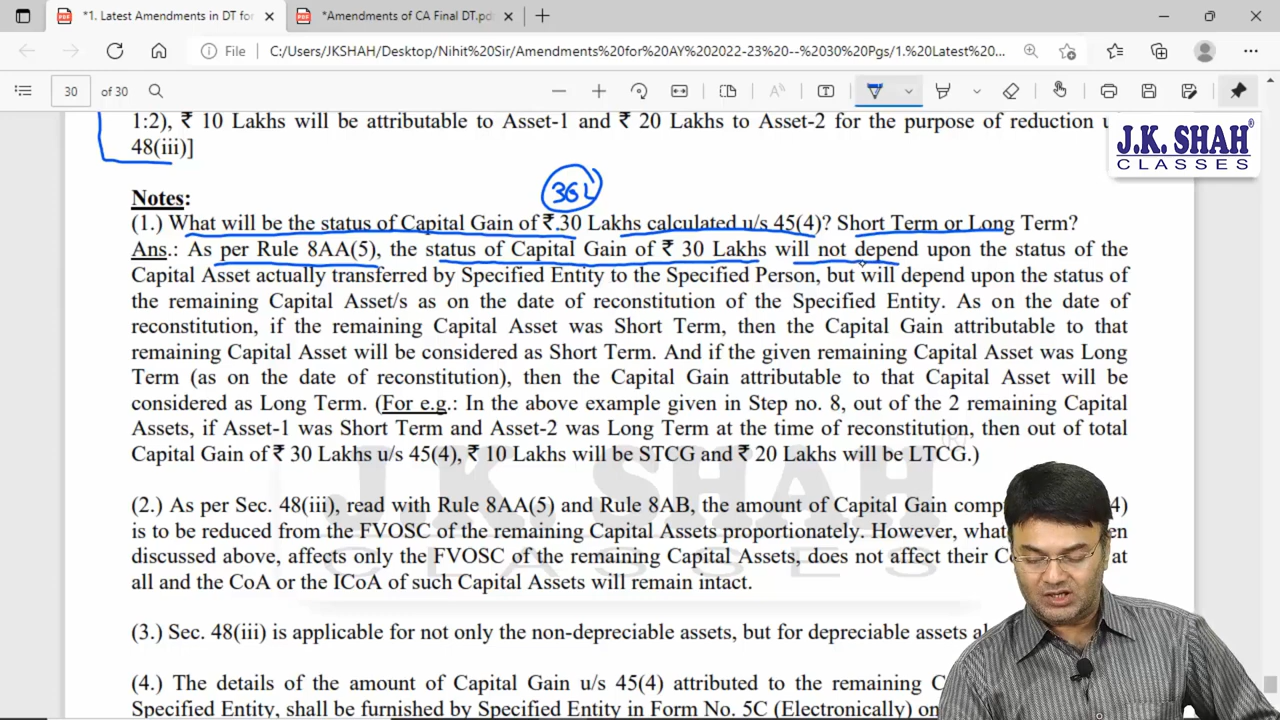 *1. Latest Amendments in DT for
*Amendments of CA Final DT.pd
File
C:/Users/JKSHAH/Desktop/Nihit%20Sir/Amendments%20for%20AY%202022-23%20--%2030%20Pgs/1.%20Latest%20...
30 of 30
1:2), ₹ 10 Lakhs will be attributable to Asset-1 and ₹ 20 Lakhs to Asset-2 for the purpose of reduction u
48(iii)]
J.K. SHAH®
CLASSES
30L
Notes:
(1.) What will be the status of Capital Gain of ₹ 30 Lakhs calculated u/s 45(4)? Short Term or Long Term?
Ans.: As per Rule 8AA(5), the status of Capital Gain of ₹ 30 Lakhs will not depend upon the status of the
Capital Asset actually transferred by Specified Entity to the Specified Person, but will depend upon the status of
the remaining Capital Asset/s as on the date of reconstitution of the Specified Entity. As on the date of
reconstitution, if the remaining Capital Asset was Short Term, then the Capital Gain attributable to that
remaining Capital Asset will be considered as Short Term. And if the given remaining Capital Asset was Long
Term (as on the date of reconstitution), then the Capital Gain attributable to that Capital Asset will be
considered as Long Term. (For e.g.: In the above example given in Step no. 8, out of the 2 remaining Capital
Assets, if Asset-1 was Short Term and Asset-2 was Long Term at the time of reconstitution, then out of total
Capital Gain of ₹ 30 Lakhs u/s 45(4), ₹ 10 Lakhs will be STCG and ₹ 20 Lakhs will be LTCG.)
J.K. SHAH®
CLASSES
(2.) As per Sec. 48(iii), read with Rule 8AA(5) and Rule 8AB, the amount of Capital Gain comp 4)
is to be reduced from the FVOSC of the remaining Capital Assets proportionately. However, what en
discussed above, affects only the FVOSC of the remaining Capital Assets, does not affect their C at
all and the CoA or the ICoA of such Capital Assets will remain intact.
(3.) Sec. 48(iii) is applicable for not only the non-depreciable assets, but for depreciable assets al
(4.) The details of the amount of Capital Gain u/s 45(4) attributed to the remaining C
Specified Entity, shall be furnished by Specified Entity in Form No. 5C (Electronically) on